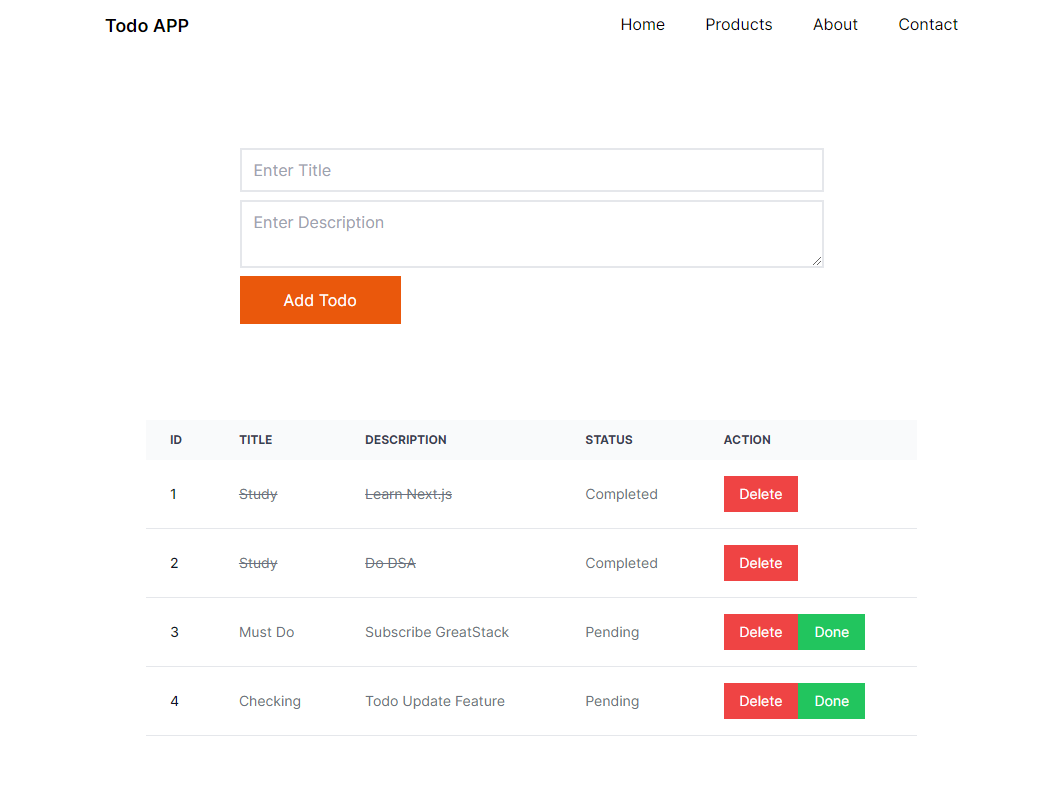 Todo APP Home Products About Contact
Enter Title
Enter Description
Add Todo
ID TITLE DESCRIPTION STATUS ACTION
1 Study Learn Next.js Completed Delete
2 Study Do DSA Completed Delete
3 Must Do Subscribe GreatStack Pending Delete Done
4 Checking Todo Update Feature Pending Delete Done